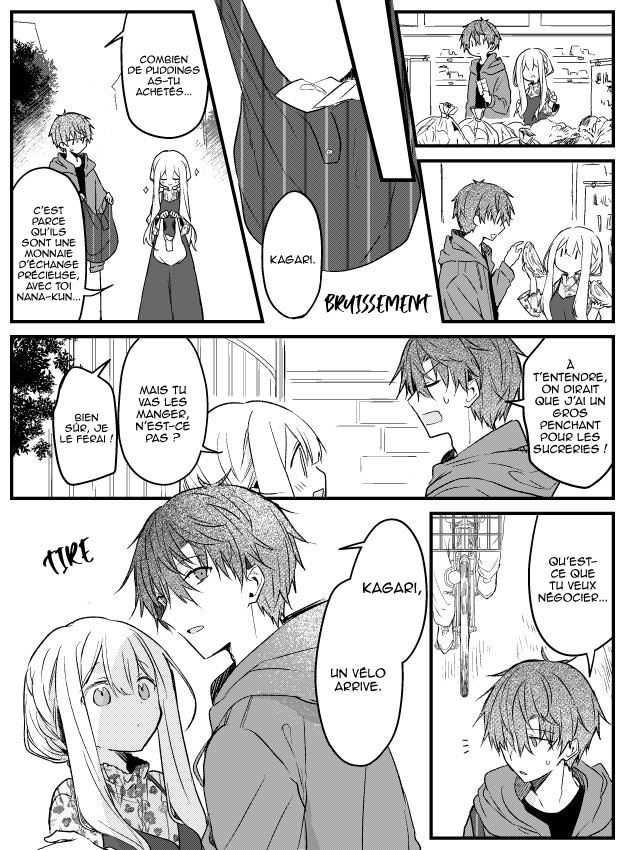 KAGARI.
BRUISSEMENT
COMBIEN
DE PUDDINGS
AS-TU
ACHETÉS...
C'EST
PARCE
QU'ILS
SONT UNE
MONNAIE
D'ÉCHANGE
PRÉCIEUSE,
AVEC TOI
NANA-KUN...
À
T'ENTENDRE,
ON DIRAIT
QUE J'AI UN
GROS
PENCHANT
POUR LES
SUCRERIES !
MAIS TU
VAS LES
MANGER,
N'EST-CE
PAS ?
BIEN
SÛR, JE
LE FERAI !
QU'EST-
CE QUE
TU VEUX
NÉGOCIER...
KAGARI,
UN VÉLO
ARRIVE.
TIRE